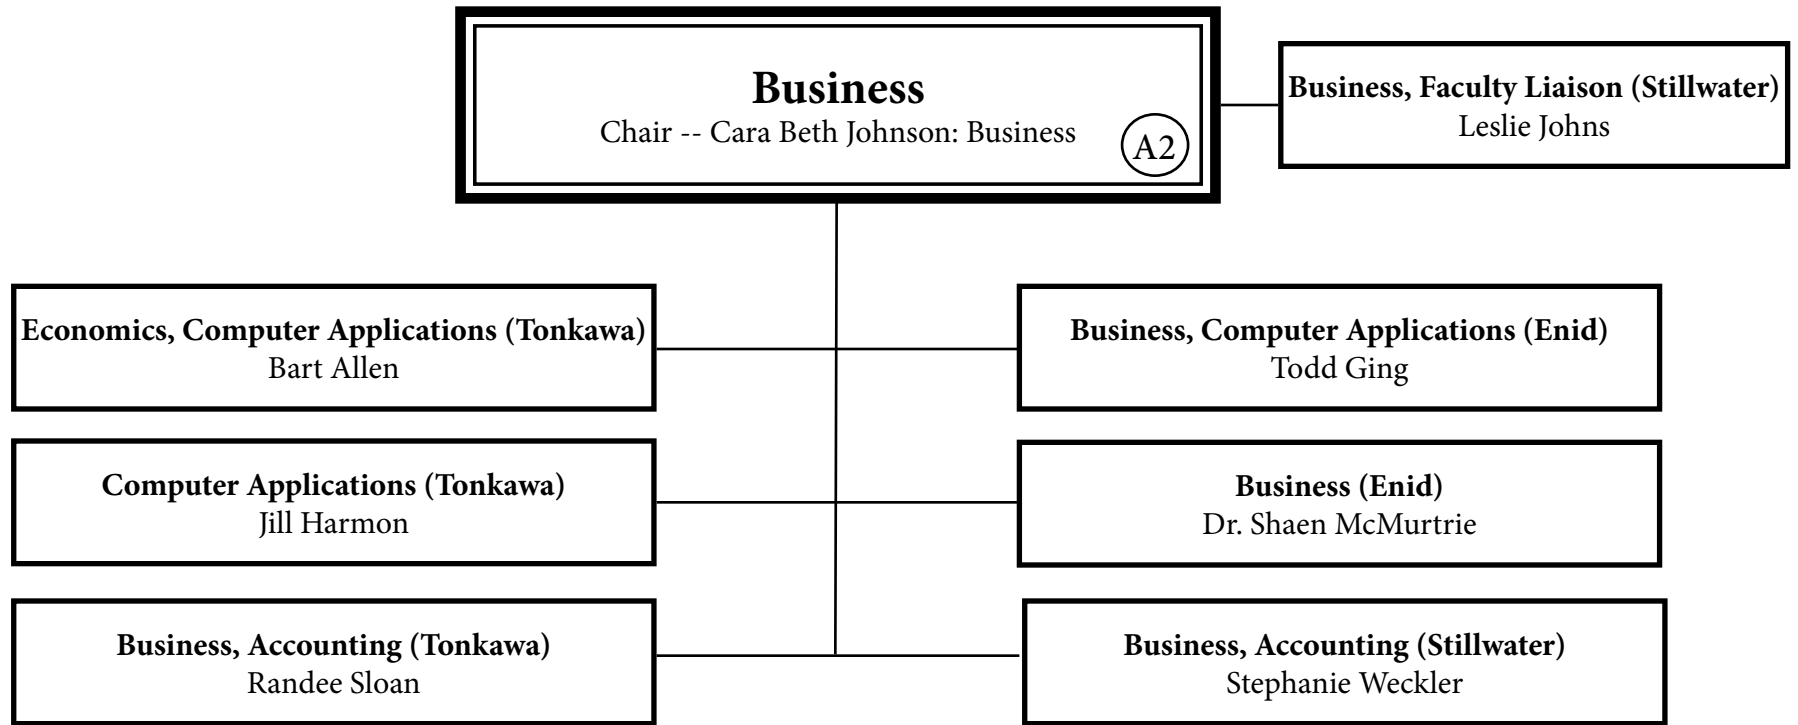 Business
Chair -- Cara Beth Johnson: Business
A2
Business, Faculty Liaison (Stillwater)
Leslie Johns
Economics, Computer Applications (Tonkawa)
Bart Allen
Business, Computer Applications (Enid)
Todd Ging
Computer Applications (Tonkawa)
Jill Harmon
Business (Enid)
Dr. Shaen McMurtrie
Business, Accounting (Tonkawa)
Randee Sloan
Business, Accounting (Stillwater)
Stephanie Weckler